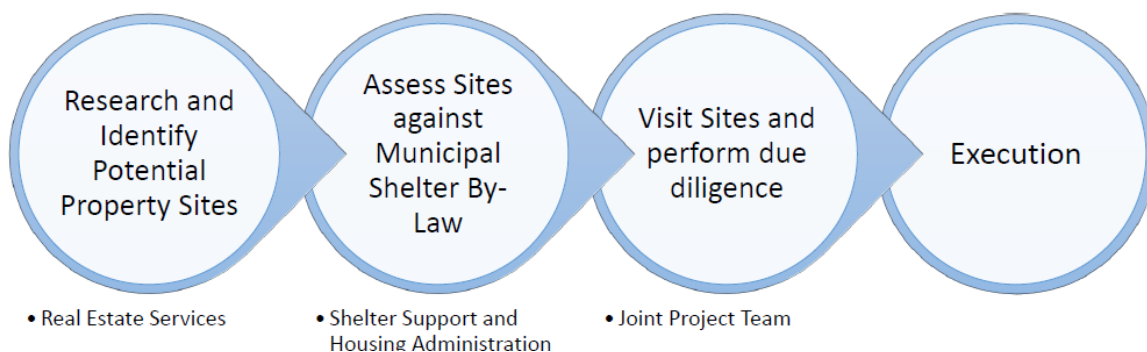 Research and
Identify
Potential
Property Sites
Assess Sites
against
Municipal
Shelter By-
Law
Visit Sites and
perform due
diligence
Execution
• Real Estate Services
• Shelter Support and
Housing Administration
• Joint Project Team